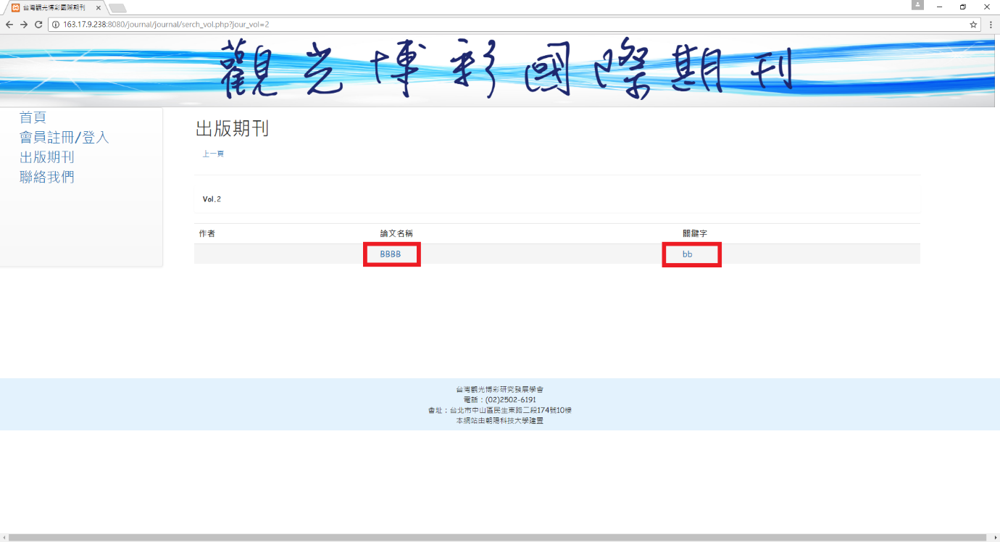 台灣觀光博彩國際期刊
163.17.9.238:8080/journal/journal/serch_vol.php?jour_vol=2
觀光博彩國際期刊
首頁
會員註冊/登入
出版期刊
聯絡我們
出版期刊
上一頁
Vol.2
作者 論文名稱 關鍵字
BBBB bb
台灣觀光博彩研究發展學會
電話：(02)2502-6191
會址：台北市中山區民生東路二段174號10樓
本網站由朝陽科技大學建置